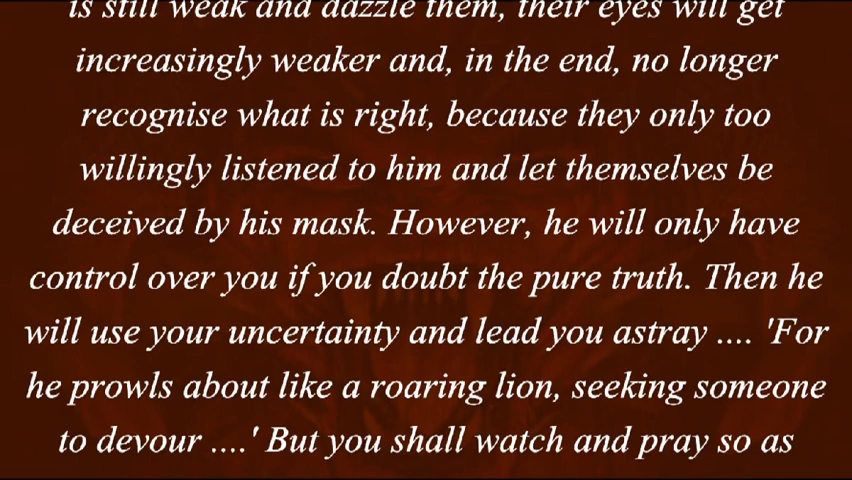 is still weak and dazzle them, their eyes will get
increasingly weaker and, in the end, no longer
recognise what is right, because they only too
willingly listened to him and let themselves be
deceived by his mask. However, he will only have
control over you if you doubt the pure truth. Then he
will use your uncertainty and lead you astray .... 'For
he prowls about like a roaring lion, seeking someone
to devour ....' But you shall watch and pray so as